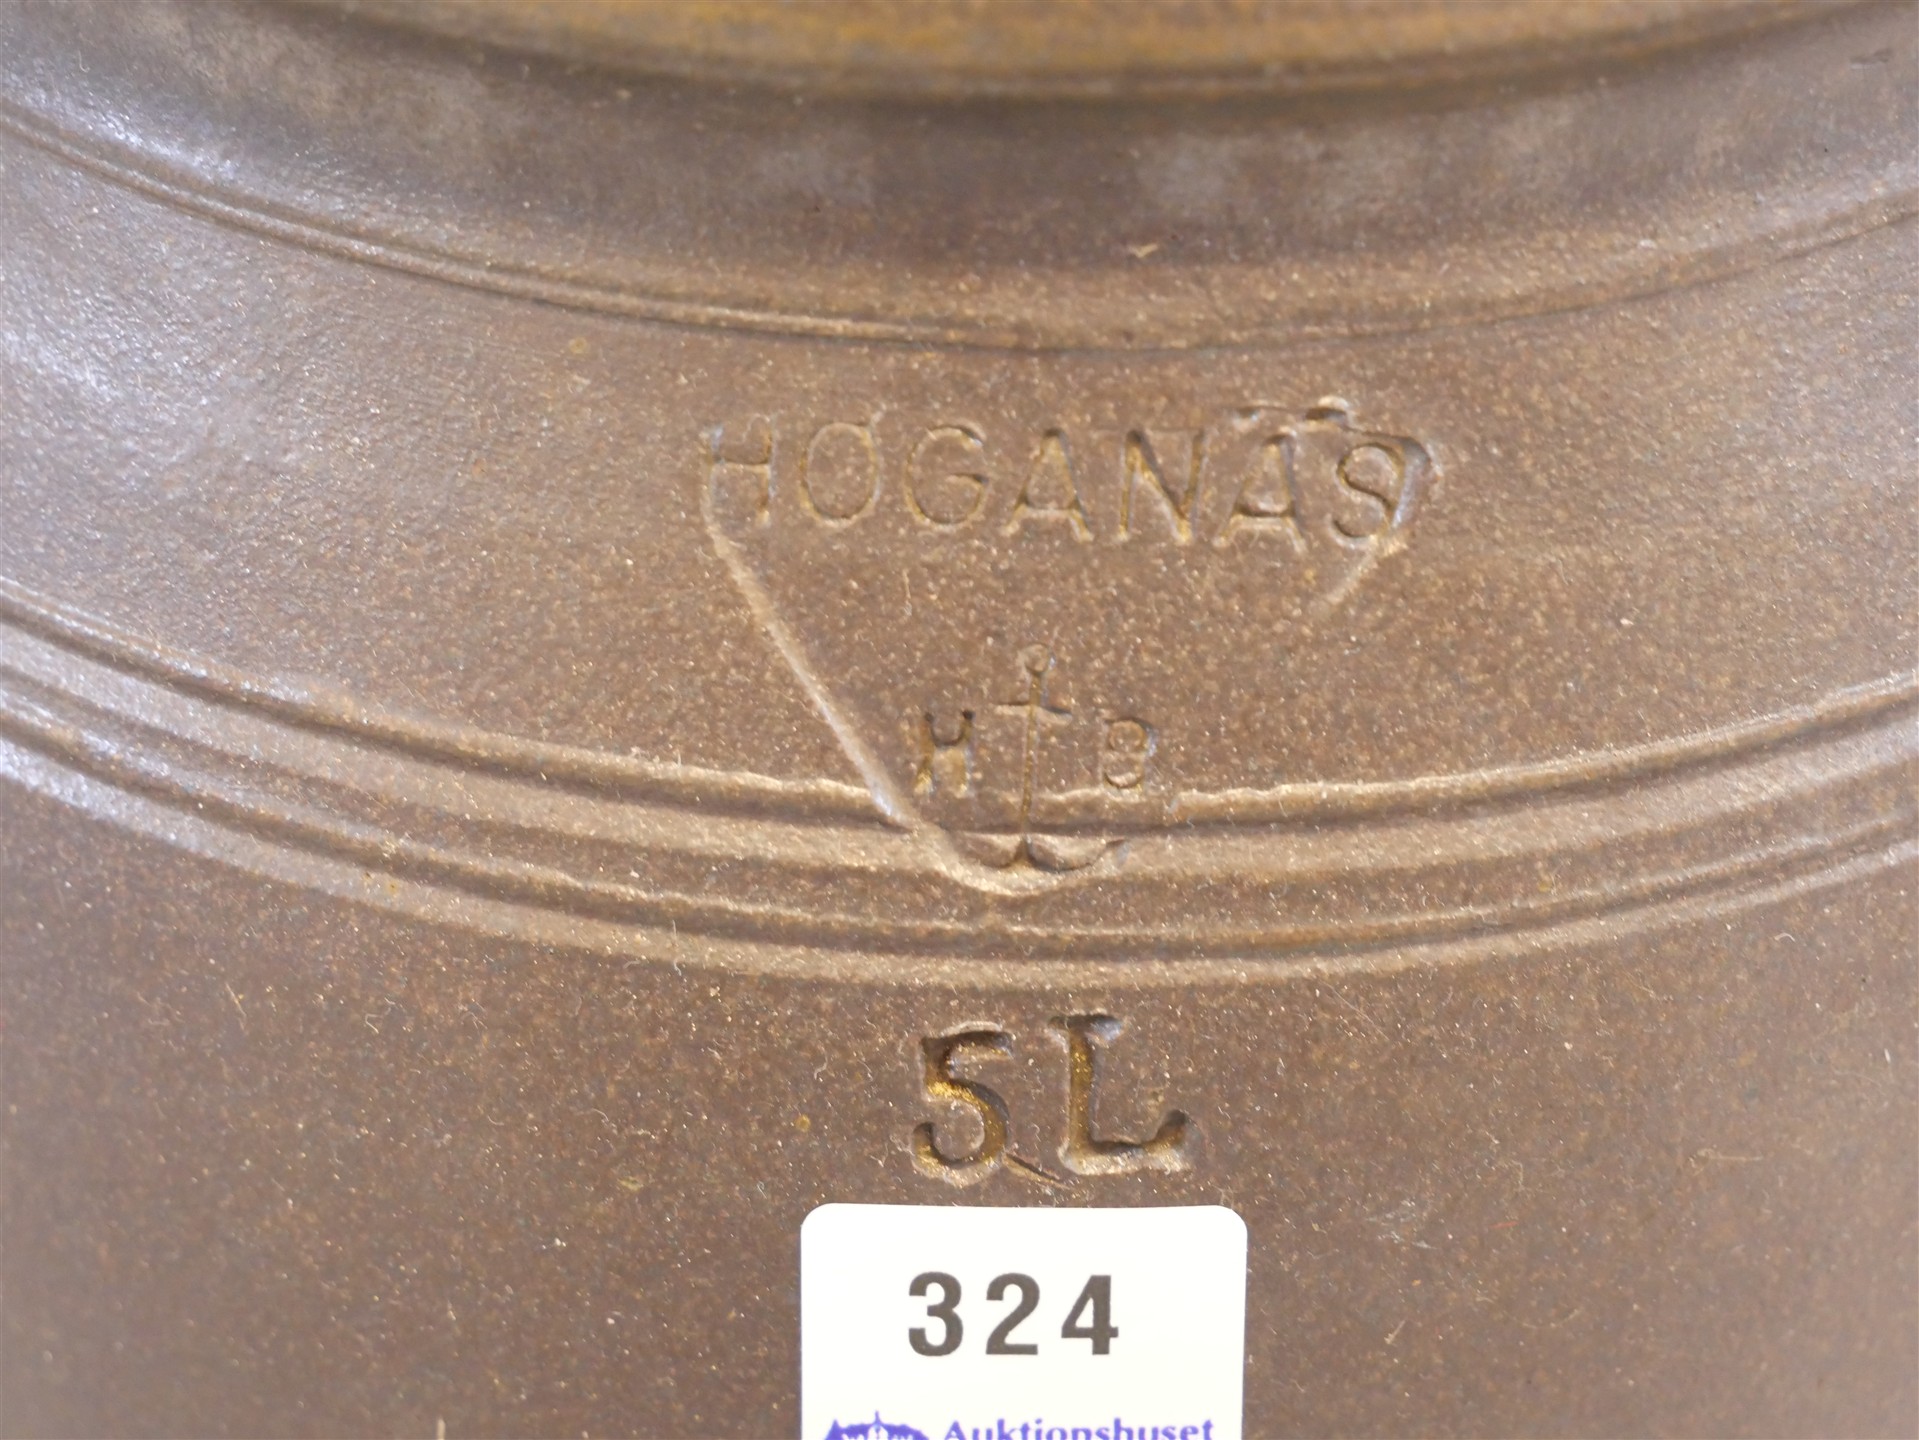 HÖGANÄS
H B
5L
324
Auktionshuset